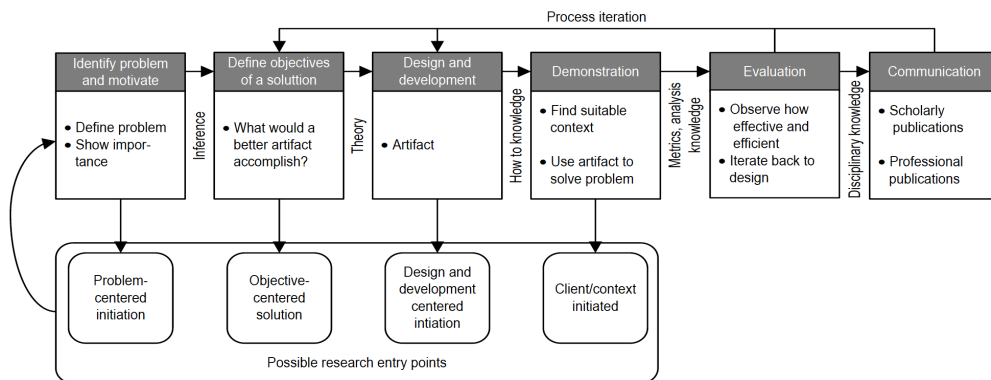 Process iteration
Identify problem
and motivate
Define objectives
of a solution
Design and
development
Demonstration
Evaluation
Communication
• Define problem
• Show impor-
tance
Inference
• What would a
better artifact
accomplish?
Theory
• Artifact
How to knowledge
• Find suitable
context
• Use artifact to
solve problem
Metrics, analysis
knowledge
• Observe how
effective and
efficient
• Iterate back to
design
Disciplinary knowledge
• Scholarly
publications
• Professional
publications
Problem-
centered
initiation
Objective-
centered
solution
Design and
development
centered
intiation
Client/context
initiated
Possible research entry points